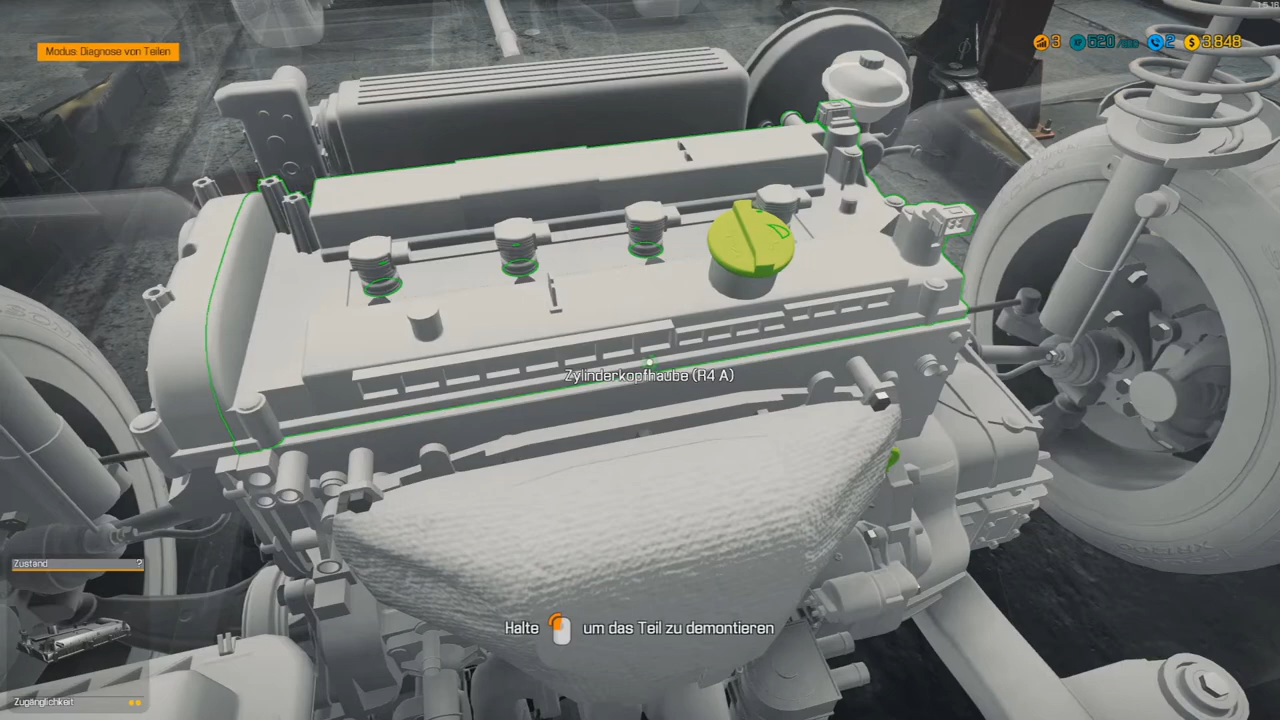 Modus: Diagnose von Teilen
3
620
2
3.848
Zylinderkopfhaube (R4 A)
Zustand
?
Halte um das Teil zu demontieren
Zugänglichkeit